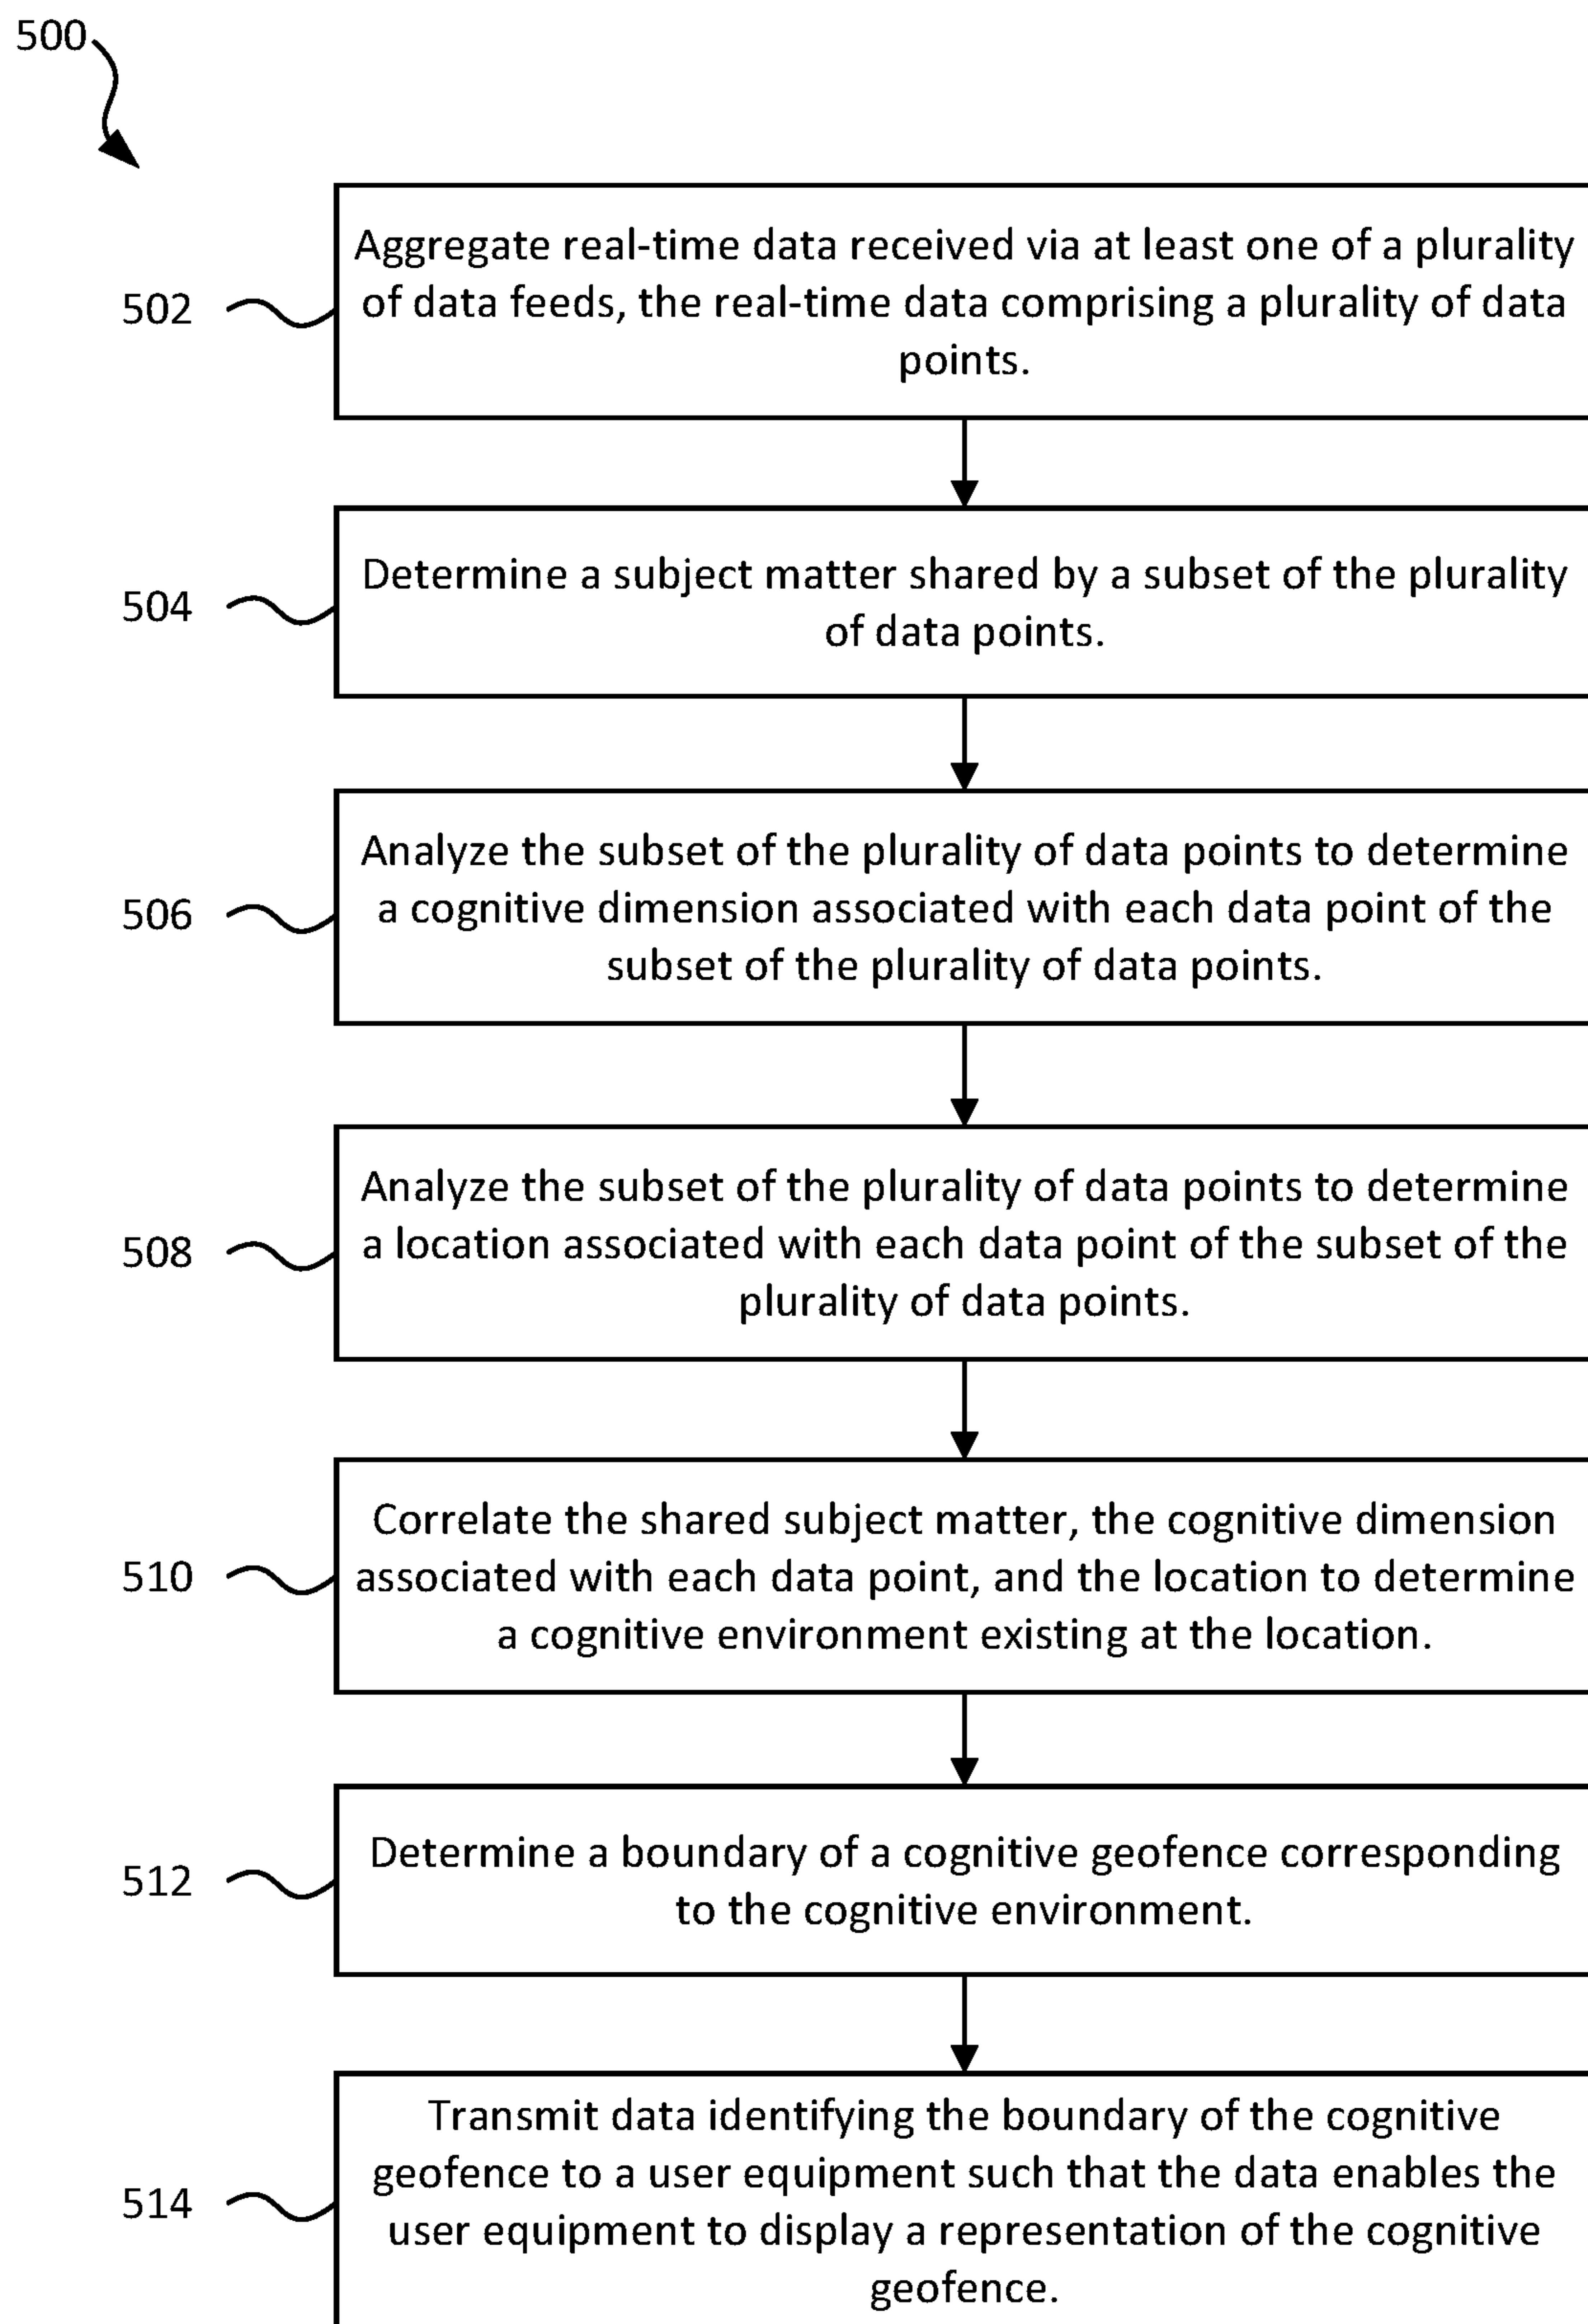 500
Aggregate real-time data received via at least one of a plurality
502
of data feeds, the real-time data comprising a plurality of data
points.
Determine a subject matter shared by a subset of the plurality
504
of data points.
Analyze the subset of the plurality of data points to determine
506
a cognitive dimension associated with each data point of the
subset of the plurality of data points.
Analyze the subset of the plurality of data points to determine
508
a location associated with each data point of the subset of the
plurality of data points.
Correlate the shared subject matter, the cognitive dimension
510
associated with each data point, and the location to determine
a cognitive environment existing at the location.
Determine a boundary of a cognitive geofence corresponding
512
to the cognitive environment.
Transmit data identifying the boundary of the cognitive
geofence to a user equipment such that the data enables the
514
user equipment to display a representation of the cognitive
geofence.